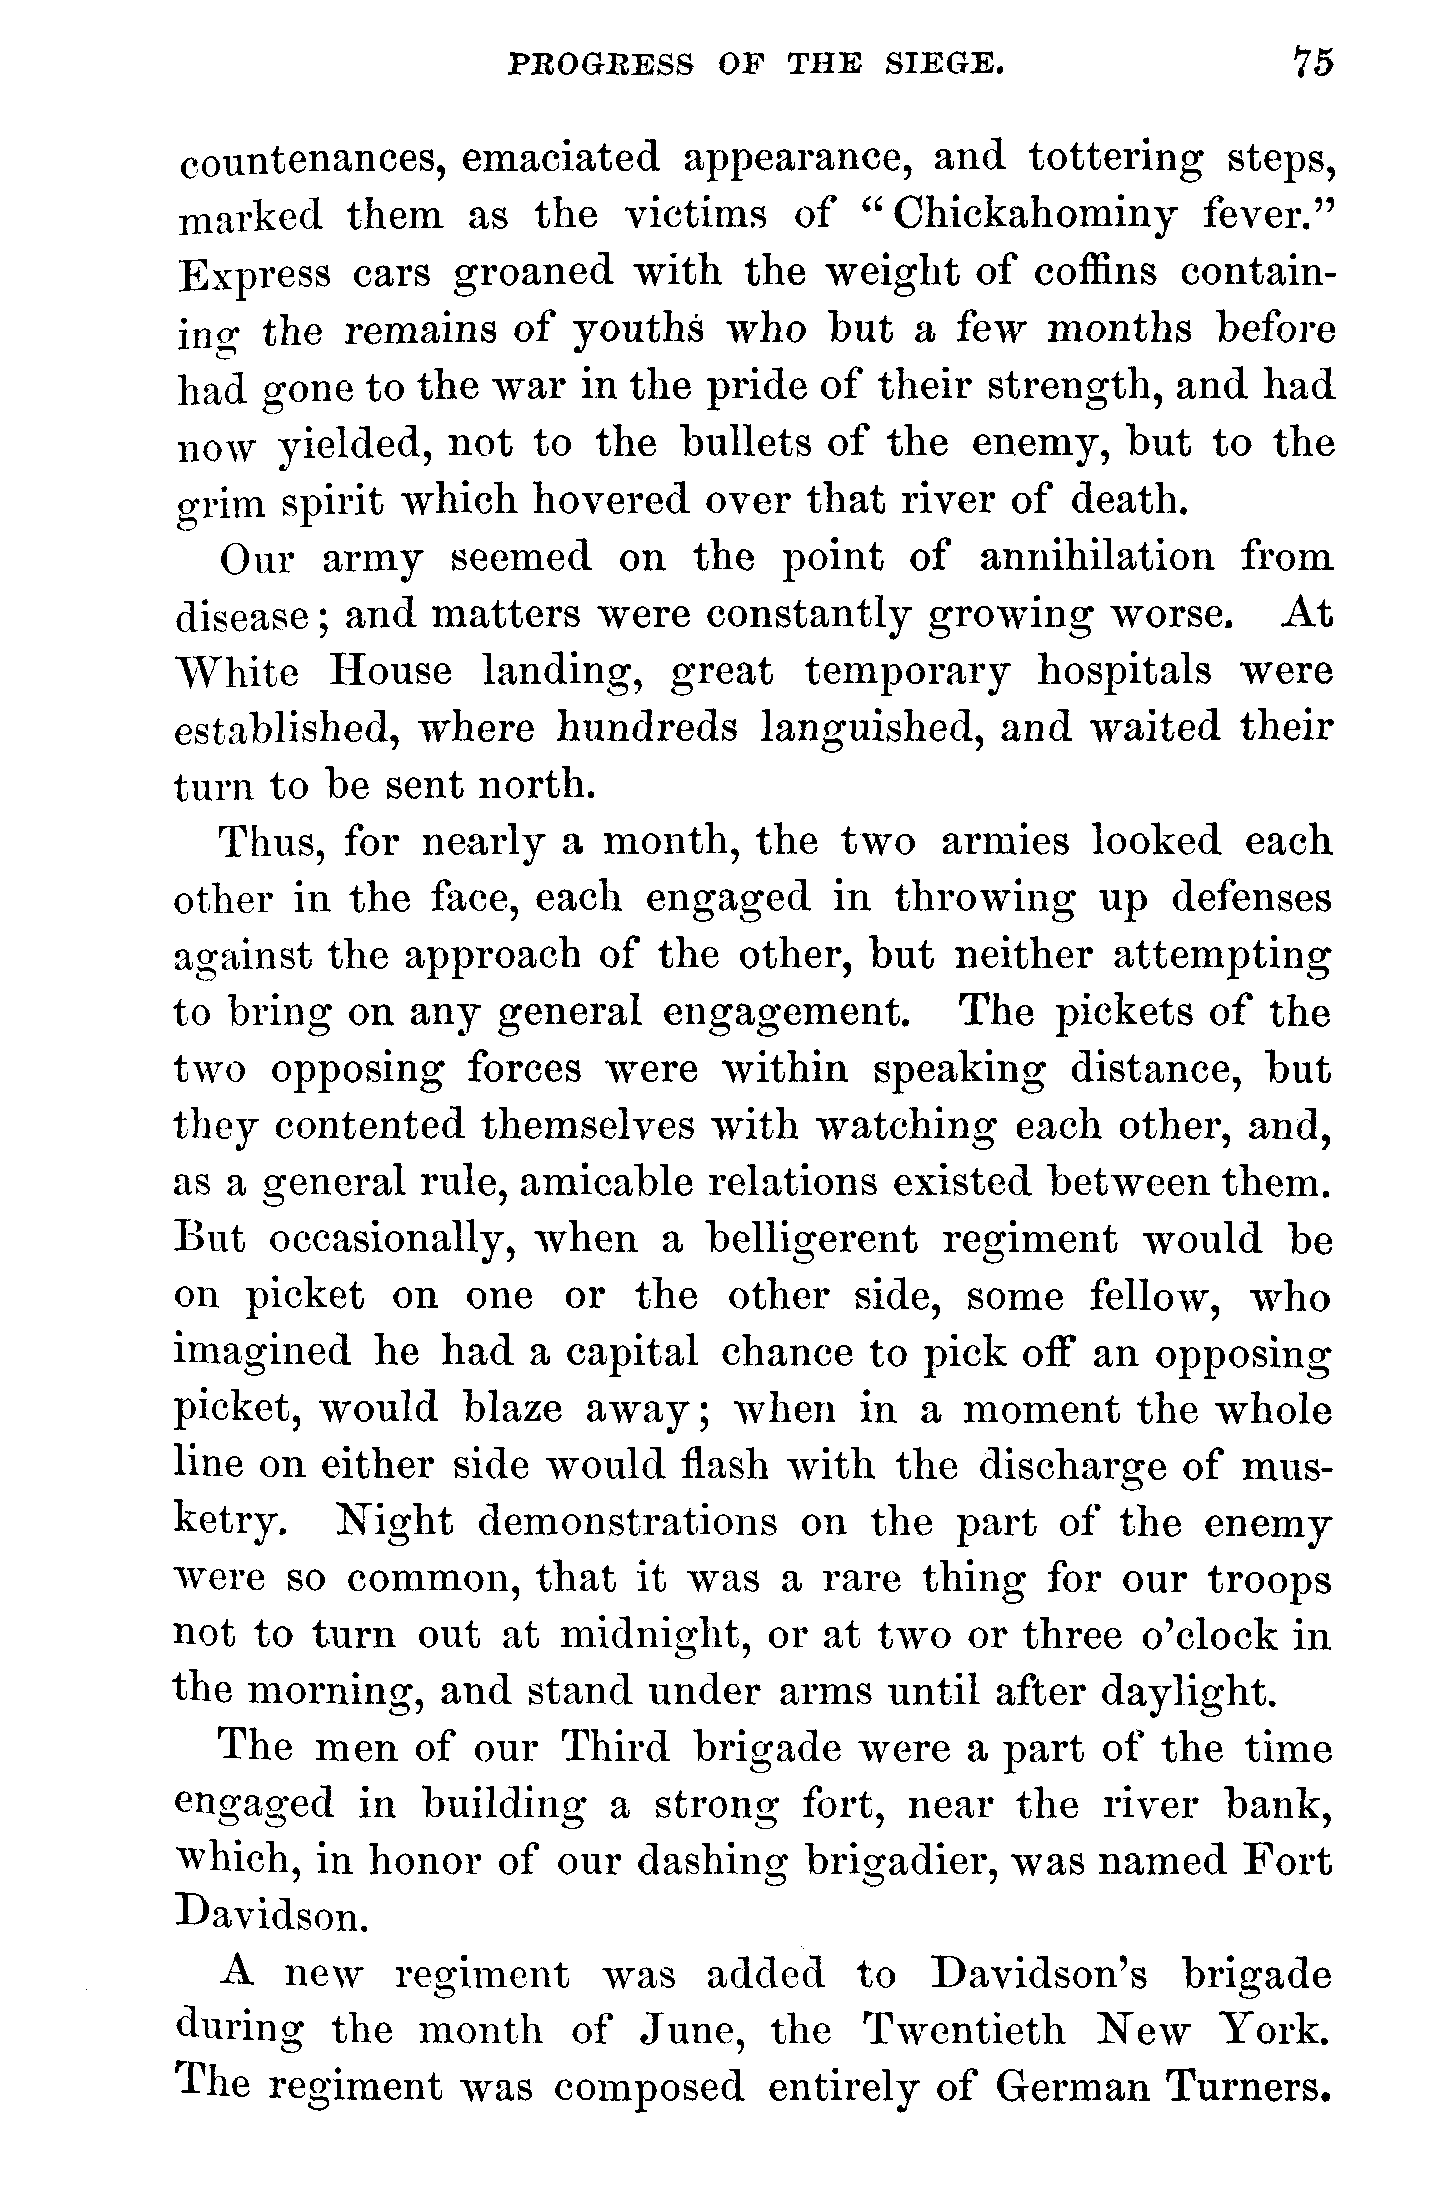 PROGRESS OF THE SIEGE. 75
countenances, emaciated appearance, and tottering steps,
marked them as the victims of “Chickahominy fever.”
Express cars groaned with the weight of coffins contain-
ing the remains of youths who but a few months before
had gone to the war in the pride of their strength, and had
now yielded, not to the bullets of the enemy, but to the
grim spirit which hovered over that river of death.
Our army seemed on the point of annihilation from
disease; and matters were constantly growing worse. At
White House landing, great temporary hospitals were
established, where hundreds languished, and waited their
turn to be sent north.
Thus, for nearly a month, the two armies looked each
other in the face, each engaged in throwing up defenses
against the approach of the other, but neither attempting
to bring on any general engagement. The pickets of the
two opposing forces were within speaking distance, but
they contented themselves with watching each other, and,
as a general rule, amicable relations existed between them.
But occasionally, when a belligerent regiment would be
on picket on one or the other side, some fellow, who
imagined he had a capital chance to pick off an opposing
picket, would blaze away; when in a moment the whole
line on either side would flash with the discharge of mus-
ketry. Night demonstrations on the part of the enemy
were so common, that it was a rare thing for our troops
not to turn out at midnight, or at two or three o’clock in
the morning, and stand under arms until after daylight.
The men of our Third brigade were a part of the time
engaged in building a strong fort, near the river bank,
which, in honor of our dashing brigadier, was named Fort
Davidson.
A new regiment was added to Davidson’s brigade
during the month of June, the Twentieth New York.
The regiment was composed entirely of German Turners.